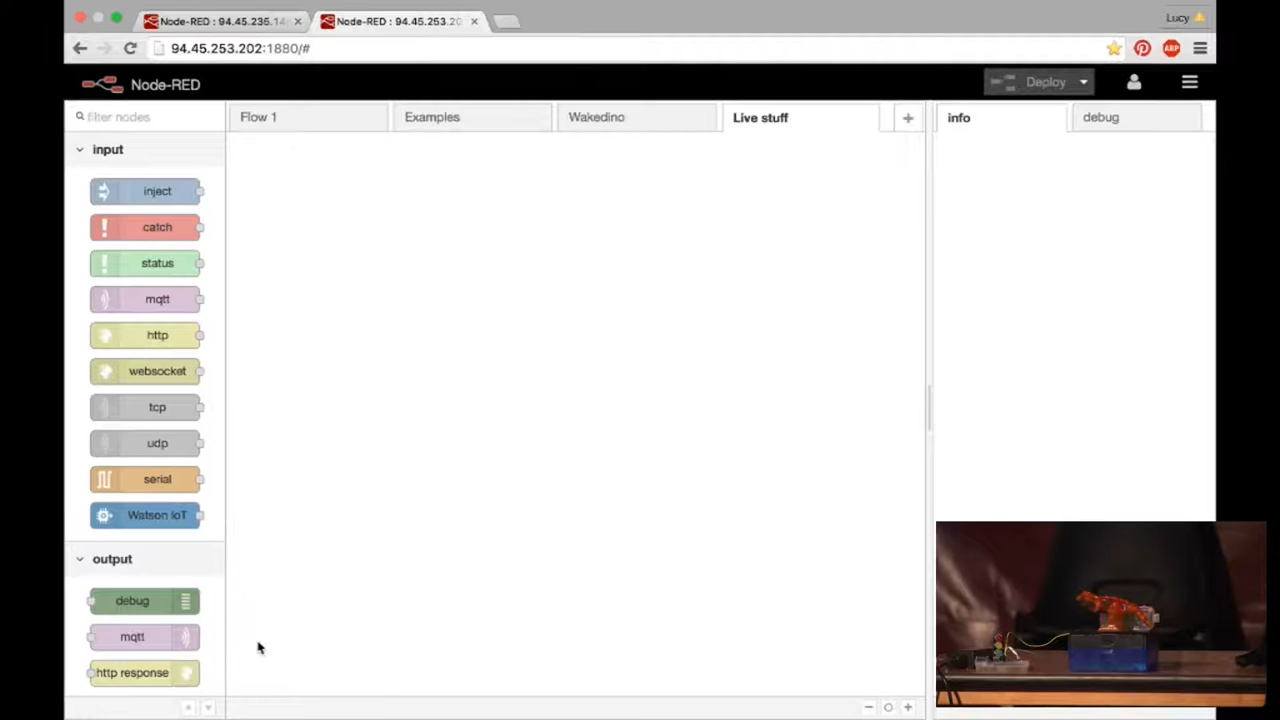 Node-RED : 94.45.235.14
Node-RED : 94.45.253.20
Lucy
94.45.253.202:1880/#
ABP
Node-RED
Deploy
filter nodes
Flow 1
Examples
Wakedino
Live stuff
info
debug
input
inject
catch
status
mqtt
http
websocket
tcp
udp
serial
Watson IoT
output
debug
mqtt
http response